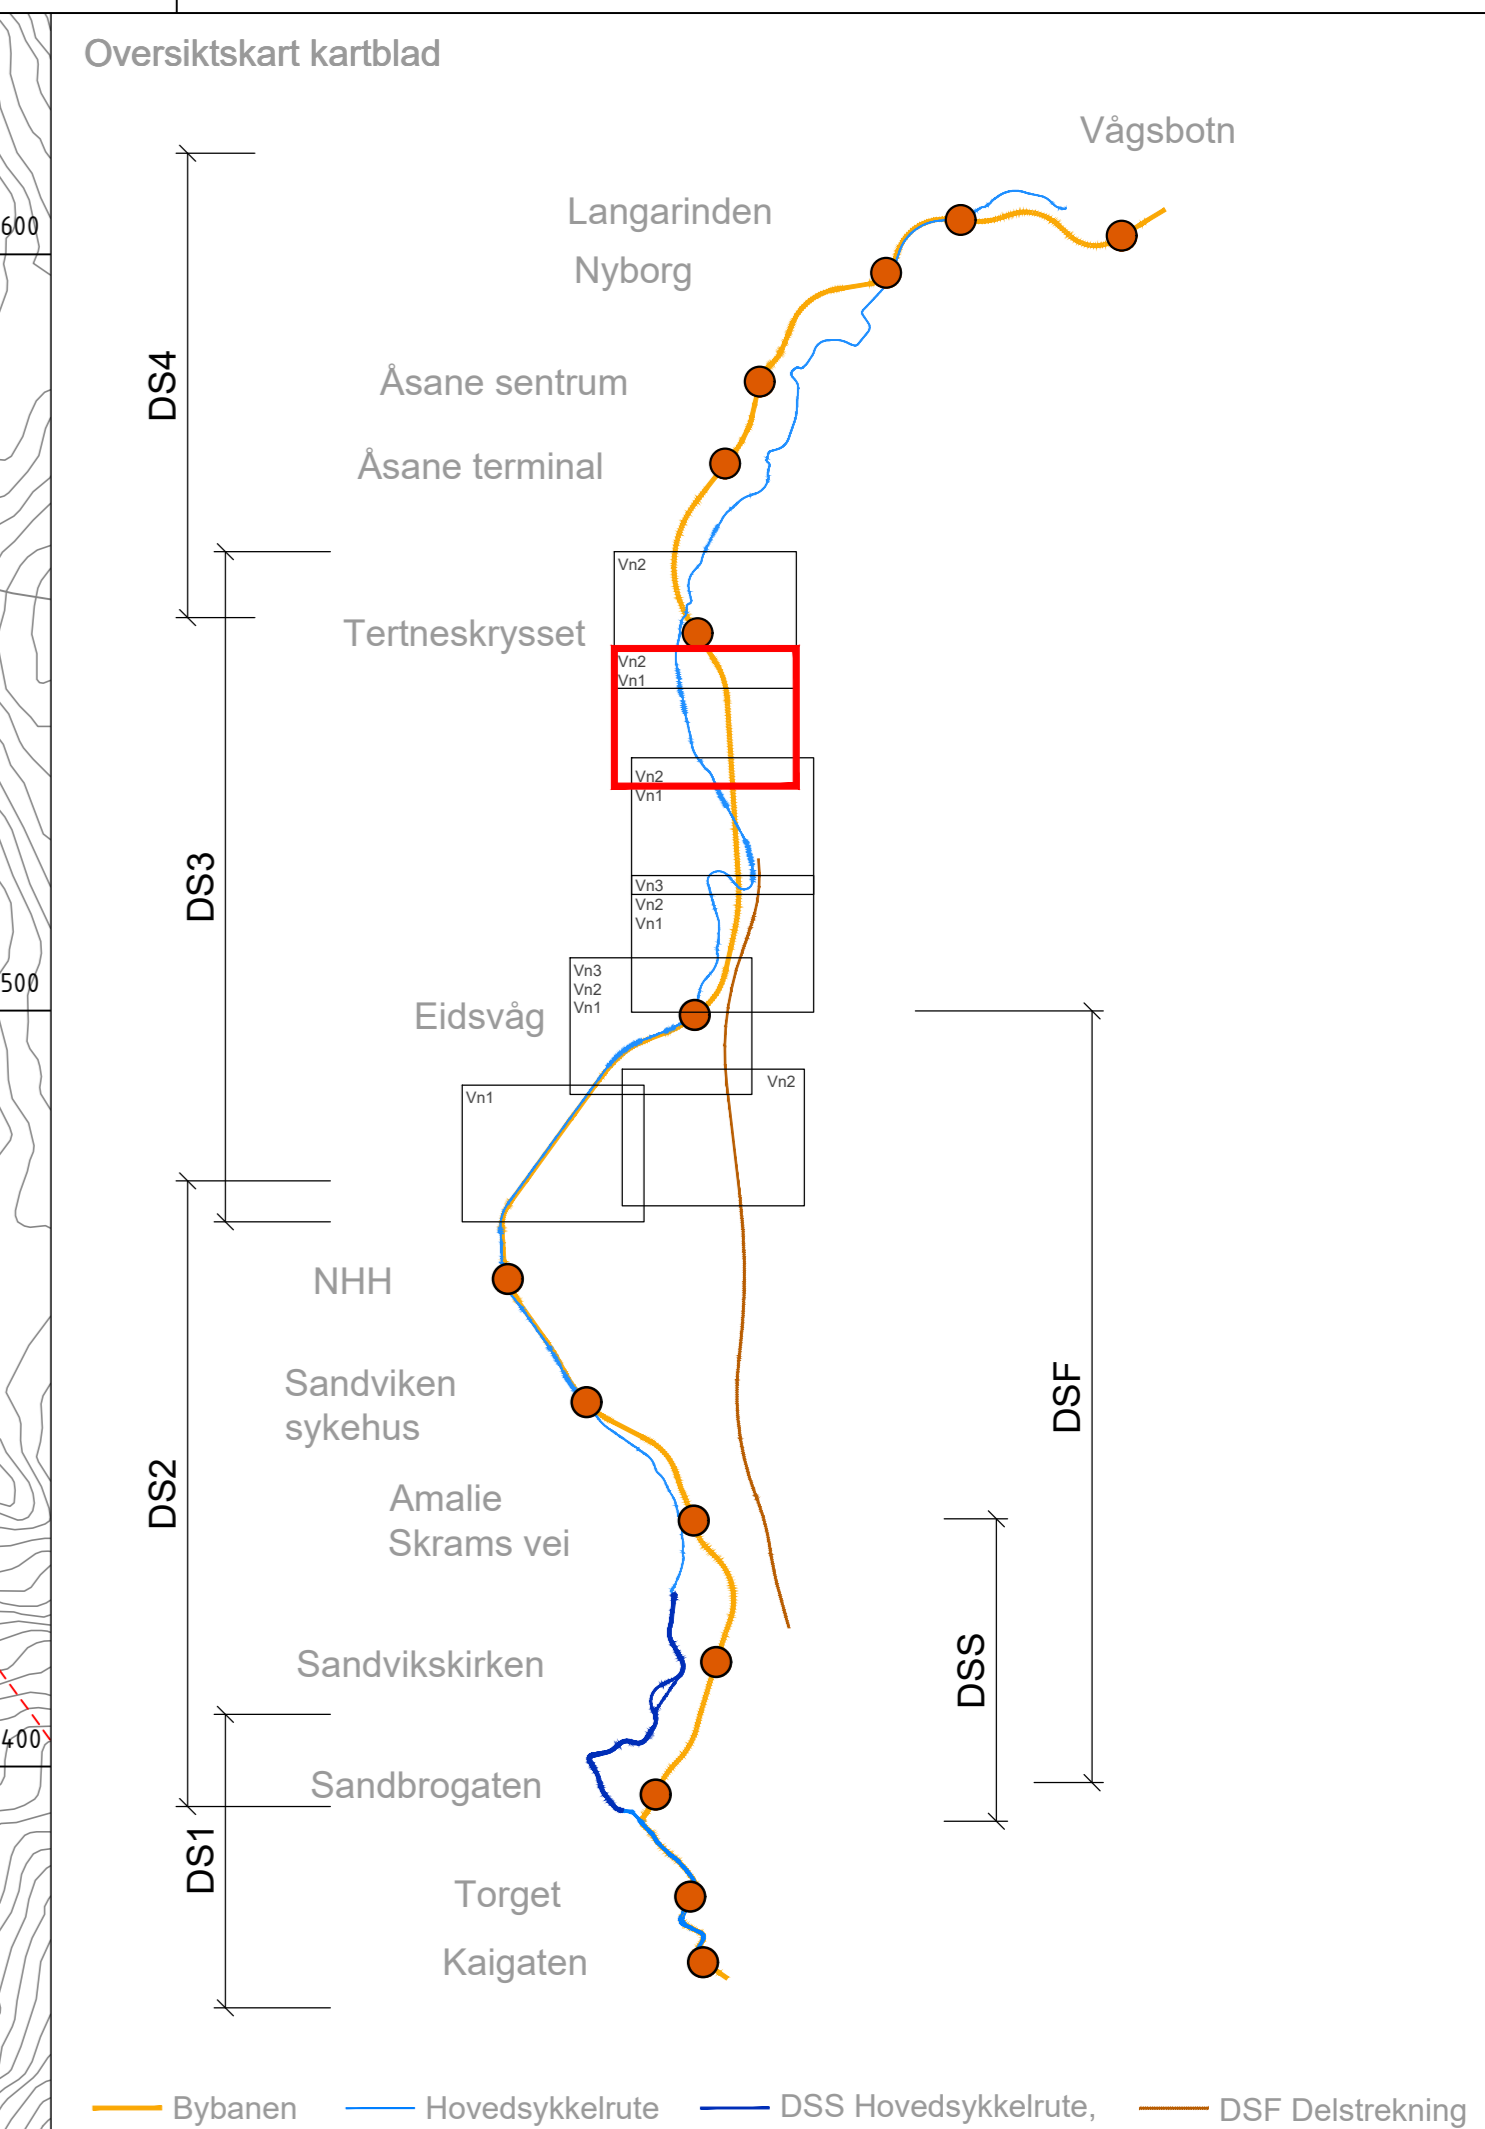 Oversiktskart kartblad
Vågsbotn
Langarinden
600
Nyborg
DS4
Åsane sentrum
Åsane terminal
Vn2
Tertneskrysset
Vn2
Vn1
Vn2
Vn1
DS3
Vn3
Vn2
Vn1
Vn3
Vn2
Vn1
500
Eidsvåg
Vn2
Vn1
NHH
Sandviken
sykehus
DSF
DS2
Amalie
Skrams vei
Sandvikskirken
DSS
400
Sandbrogaten
DS1
Torget
Kaigaten
Bybanen
Hovedsykkelrute
DSS Hovedsykkelrute,
DSF Delstrekning